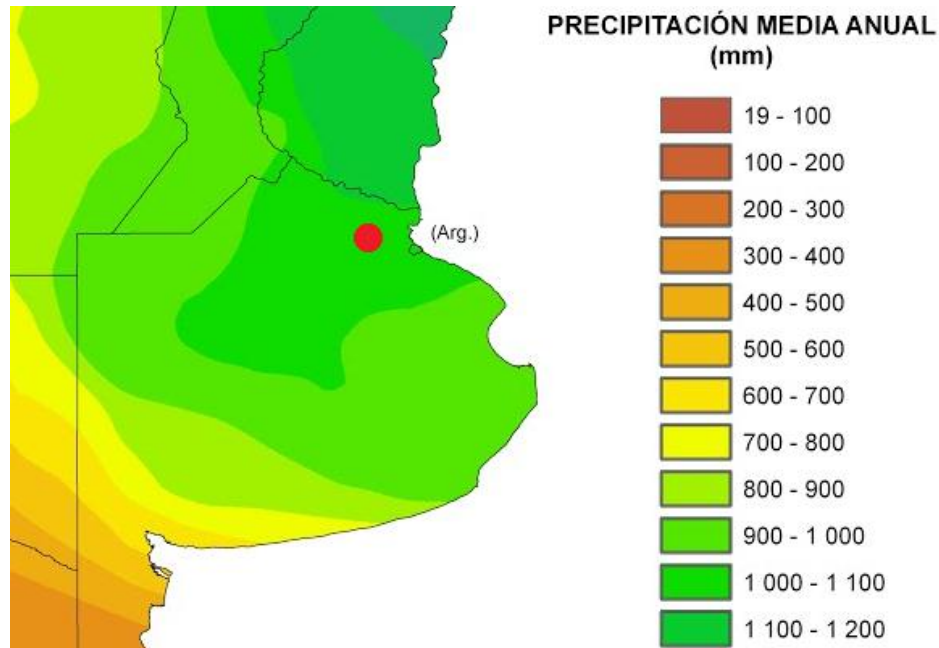 PRECIPITACIÓN MEDIA ANUAL
(mm)
19 - 100
100 - 200
200 - 300
300 - 400
400 - 500
500 - 600
600 - 700
700 - 800
800 - 900
900 - 1 000
1 000 - 1 100
1 100 - 1 200
(Arg.)